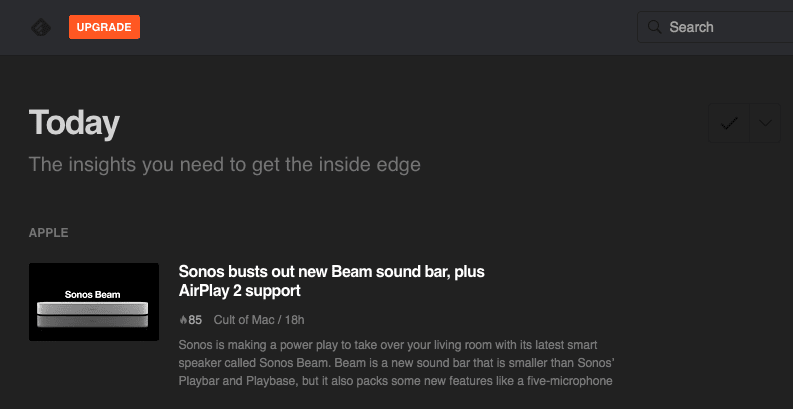 UPGRADE
Search
Today
The insights you need to get the inside edge
APPLE
Sonos Beam
Sonos busts out new Beam sound bar, plus
AirPlay 2 support
85 Cult of Mac / 18h
Sonos is making a power play to take over your living room with its latest smart
speaker called Sonos Beam. Beam is a new sound bar that is smaller than Sonos’
Playbar and Playbase, but it also packs some new features like a five-microphone